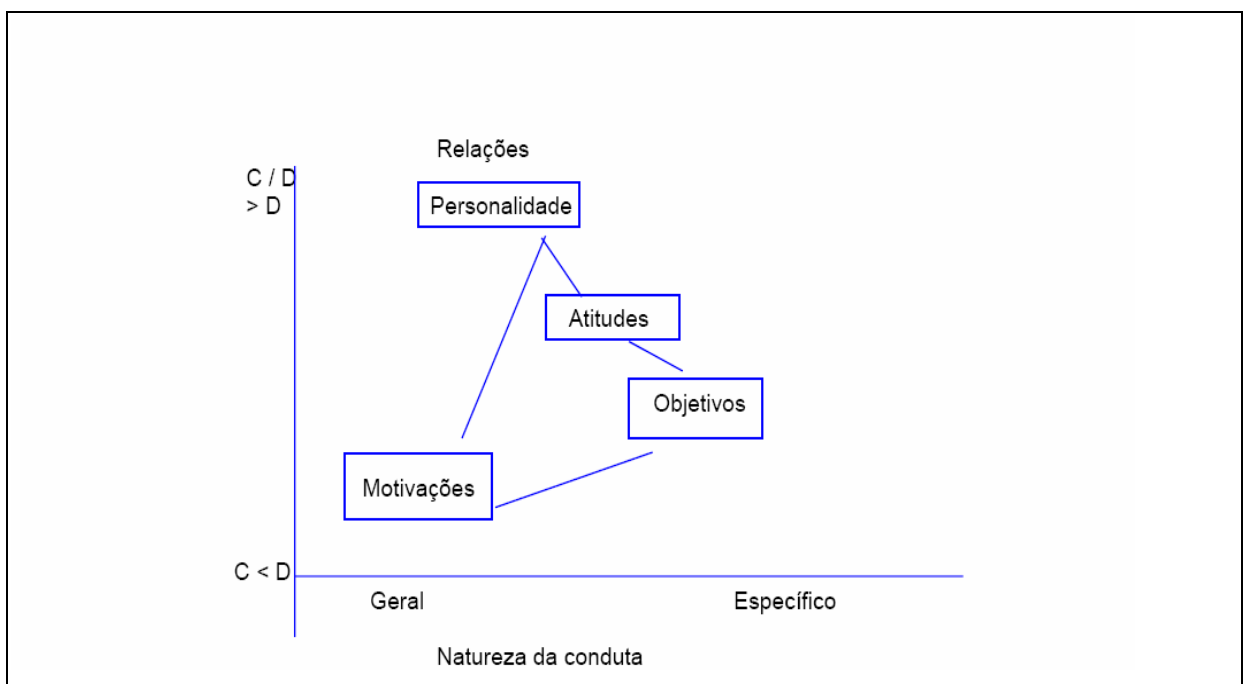 Relações
C / D
> D
Personalidade
Atitudes
Objetivos
Motivações
C < D
Geral
Específico
Natureza da conduta